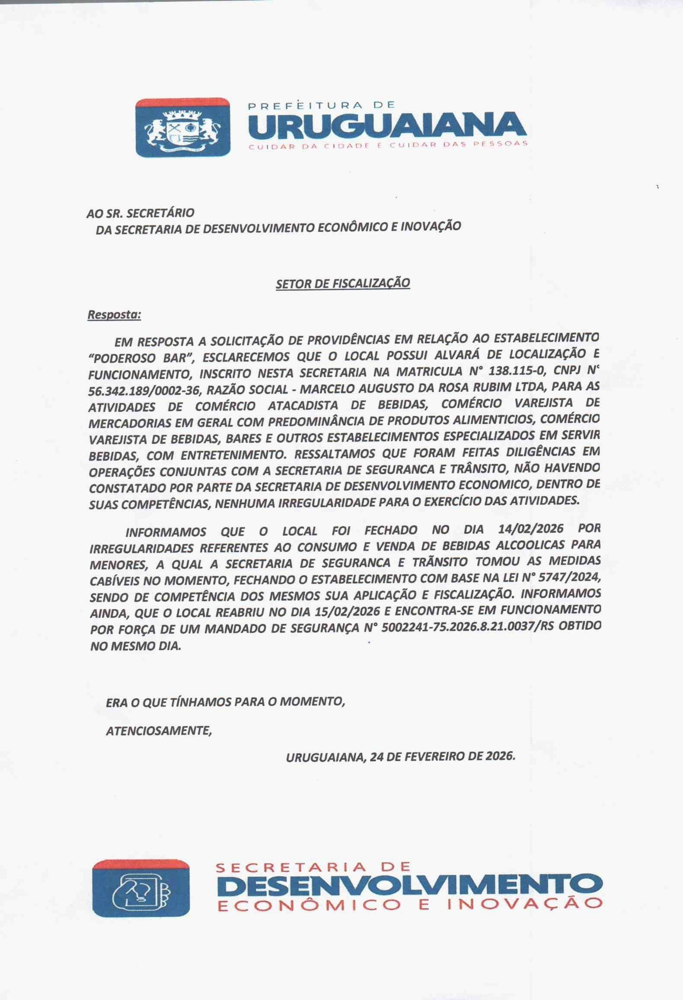 PREFEITURA DE
URUGUAIANA
CUIDAR DA CIDADE E CUIDAR DAS PESSOAS
AO SR. SECRETÁRIO
DA SECRETARIA DE DESENVOLVIMENTO ECONÔMICO E INOVAÇÃO
SETOR DE FISCALIZAÇÃO
Resposta:
EM RESPOSTA A SOLICITAÇÃO DE PROVIDÊNCIAS EM RELAÇÃO AO ESTABELECIMENTO
“PODEROSO BAR”, ESCLARECEMOS QUE O LOCAL POSSUI ALVARÁ DE LOCALIZAÇÃO E
FUNCIONAMENTO, INSCRITO NESTA SECRETARIA NA MATRICULA N° 138.115-0, CNPJ N°
56.342.189/0002-36, RAZÃO SOCIAL - MARCELO AUGUSTO DA ROSA RUBIM LTDA, PARA AS
ATIVIDADES DE COMÉRCIO ATACADISTA DE BEBIDAS, COMÉRCIO VAREJISTA DE
MERCADORIAS EM GERAL COM PREDOMINÂNCIA DE PRODUTOS ALIMENTICIOS, COMÉRCIO
VAREJISTA DE BEBIDAS, BARES E OUTROS ESTABELECIMENTOS ESPECIALIZADOS EM SERVIR
BEBIDAS, COM ENTRETENIMENTO. RESSALTAMOS QUE FORAM FEITAS DILIGÊNCIAS EM
OPERAÇÕES CONJUNTAS COM A SECRETARIA DE SEGURANCA E TRÂNSITO, NÃO HAVENDO
CONSTATADO POR PARTE DA SECRETARIA DE DESENVOLVIMENTO ECONOMICO, DENTRO DE
SUAS COMPETÊNCIAS, NENHUMA IRREGULARIDADE PARA O EXERCÍCIO DAS ATIVIDADES.
INFORMAMOS QUE O LOCAL FOI FECHADO NO DIA 14/02/2026 POR
IRREGULARIDADES REFERENTES AO CONSUMO E VENDA DE BEBIDAS ALCOOLICAS PARA
MENORES, A QUAL A SECRETARIA DE SEGURANCA E TRÃNSITO TOMOU AS MEDIDAS
CABÍVEIS NO MOMENTO, FECHANDO O ESTABELECIMENTO COM BASE NA LEI N° 5747/2024,
SENDO DE COMPETÊNCIA DOS MESMOS SUA APLICAÇÃO E FISCALIZAÇÃO. INFORMAMOS
AINDA, QUE O LOCAL REABRIU NO DIA 15/02/2026 E ENCONTRA-SE EM FUNCIONAMENTO
POR FORÇA DE UM MANDADO DE SEGURANÇA N° 5002241-75.2026.8.21.0037/RS OBTIDO
NO MESMO DIA.
ERA O QUE TÍNHAMOS PARA O MOMENTO,
ATENCIOSAMENTE,
URUGUAIANA, 24 DE FEVEREIRO DE 2026.
SECRETARIA DE
DESENVOLVIMENTO
ECONÔMICO E INOVAÇÃO